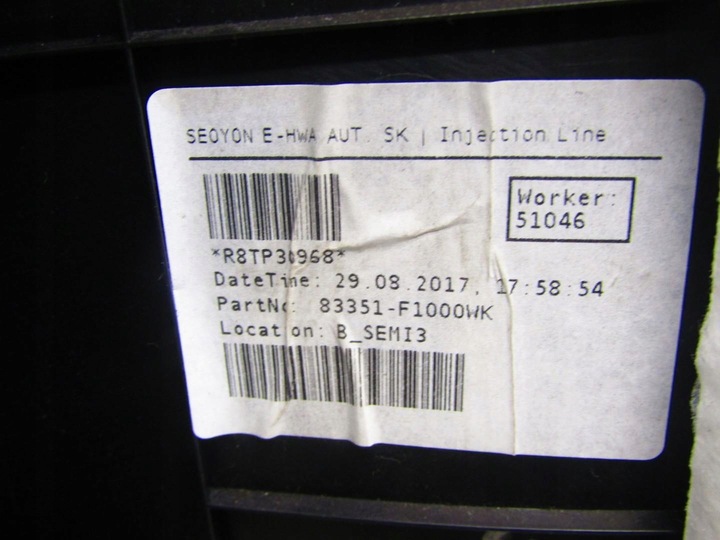 SEOYON E-HWA AUT. SK | Injection Line
Worker:
51046
*R8TP30968*
DateTime: 29.08.2017, 17:58:54
PartNo: 83351-F1000WK
Location: B_SEMI3